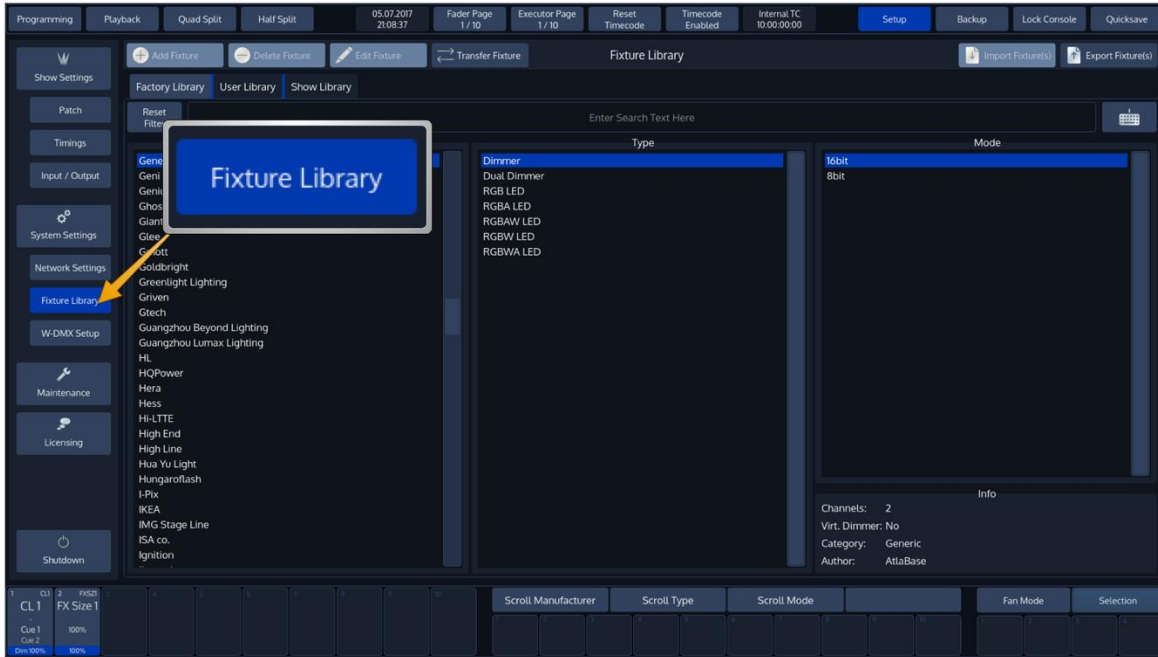 Programming
Playback
Quad Split
Half Split
05.07.2017
21:08:37
Fader Page
1 / 10
Executor Page
1 / 10
Reset
Timecode
Timecode
Enabled
Internal TC
10:00:00:00
Setup
Backup
Lock Console
Quicksave
Show Settings
Patch
Timings
Input / Output
System Settings
Network Settings
Fixture Library
W-DMX Setup
Maintenance
Licensing
Shutdown
Add Fixture
Delete Fixture
Edit Fixture
Transfer Fixture
Fixture Library
Import Fixture(s)
Export Fixture(s)
Factory Library
User Library
Show Library
Reset
Enter Search Text Here
Fixture Library
Goldbright
Greenlight Lighting
Griven
Gtech
Guangzhou Beyond Lighting
Guangzhou Lumax Lighting
HL
HQPower
Hera
Hess
Hi-LTTE
High End
High Line
Hua Yu Light
Hungaroflash
I-Pix
IKEA
IMG Stage Line
ISA co.
Ignition
Type
Dimmer
Dual Dimmer
RGB LED
RGBA LED
RGBAW LED
RGBW LED
RGBWA LED
Mode
16bit
8bit
Info
Channels: 2
Virt. Dimmer: No
Category: Generic
Author: AtlaBase
1 CL1
CL 1
-
Cue 1
Cue 2
Dim 100%
2 FXSZ1
FX Size 1
100%
100%
Scroll Manufacturer
Scroll Type
Scroll Mode
Fan Mode
Selection